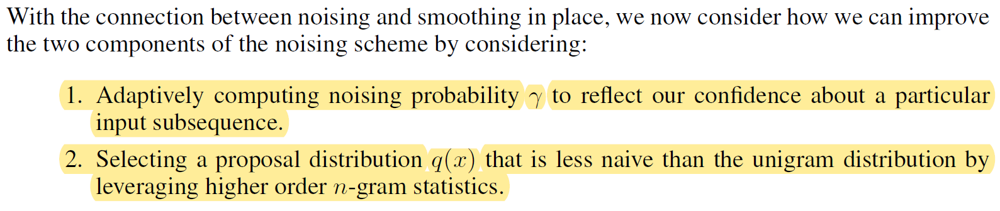 With the connection between noising and smoothing in place, we now consider how we can improve
the two components of the noising scheme by considering:
1. Adaptively computing noising probability γ to reflect our confidence about a particular
input subsequence.
2. Selecting a proposal distribution q(x) that is less naive than the unigram distribution by
leveraging higher order n-gram statistics.